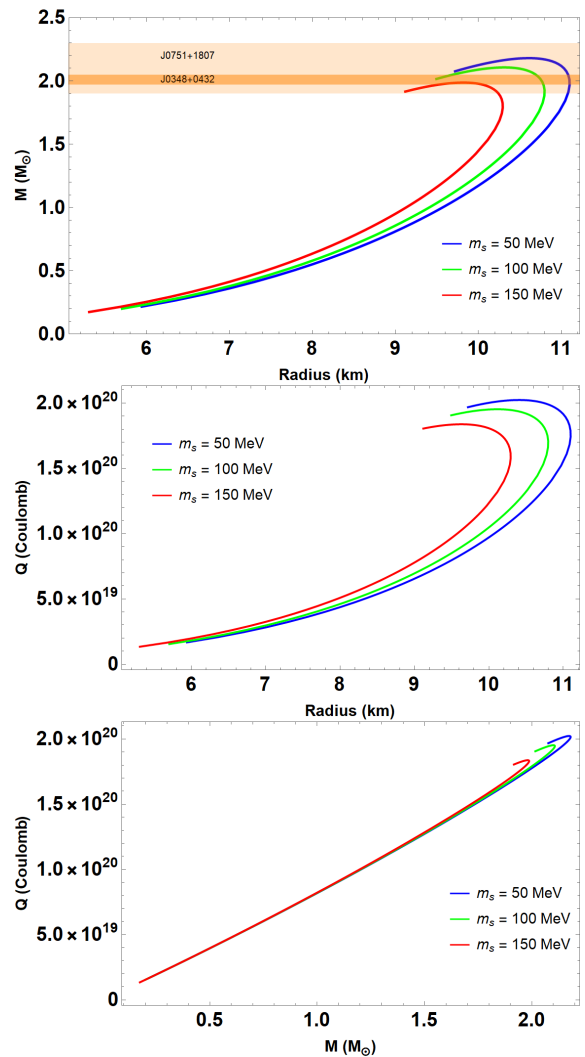 2.5
J0751+1807
2.0
J0348+0432
1.5
M (M⊙)
1.0
m_s = 50 MeV
m_s = 100 MeV
0.5
m_s = 150 MeV
0.0
6 7 8 9 10 11
Radius (km)
2.0 × 10^20
m_s = 50 MeV
1.5 × 10^20
m_s = 100 MeV
m_s = 150 MeV
Q (Coulomb)
1.0 × 10^20
5.0 × 10^19
0
5 6 7 8 9 10 11
Radius (km)
2.0 × 10^20
1.5 × 10^20
Q (Coulomb)
1.0 × 10^20
m_s = 50 MeV
m_s = 100 MeV
5.0 × 10^19
m_s = 150 MeV
0
0.5 1.0 1.5 2.0
M (M⊙)